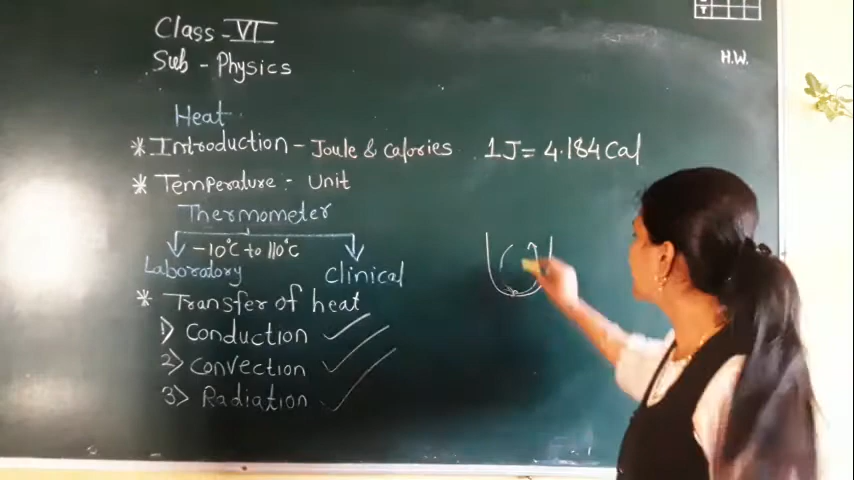 Class - VI
Sub - Physics
H.W.
Heat
* Introduction - Joule & Calories 1J = 4.184 Cal
* Temperature :- Unit
Thermometer
-10°C to 110°C
Laboratory Clinical
* Transfer of heat
1) Conduction
2) Convection
3) Radiation